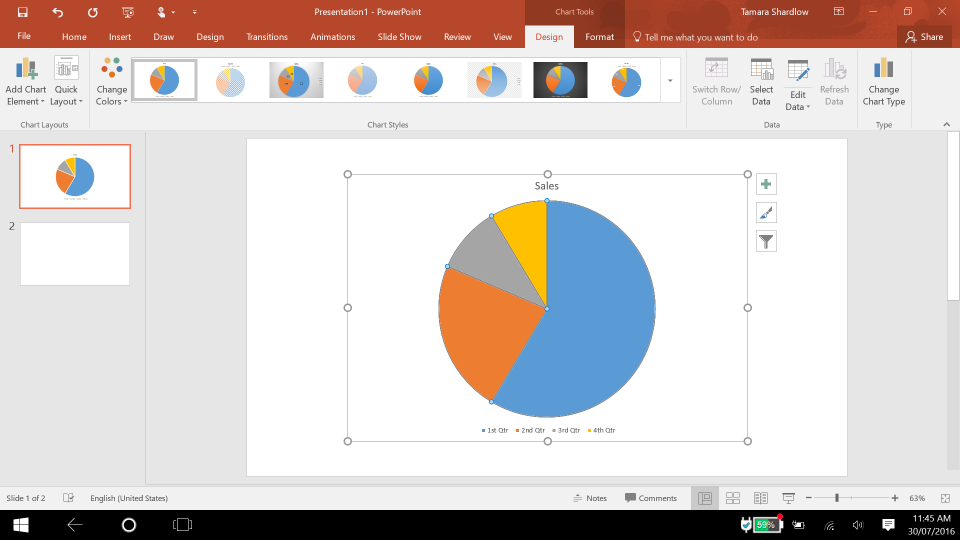 Presentation1 - PowerPoint
Chart Tools
Tamara Shardlow
File Home Insert Draw Design Transitions Animations Slide Show Review View Design Format Tell me what you want to do Share
Add Chart Element
Quick Layout
Change Colors
Switch Row/ Column
Select Data
Edit Data
Refresh Data
Change Chart Type
Chart Layouts
Chart Styles
Data
Type
1
2
Sales
1st Qtr 2nd Qtr 3rd Qtr 4th Qtr
Slide 1 of 2 English (United States) Notes Comments 63%
59%
11:45 AM
30/07/2016